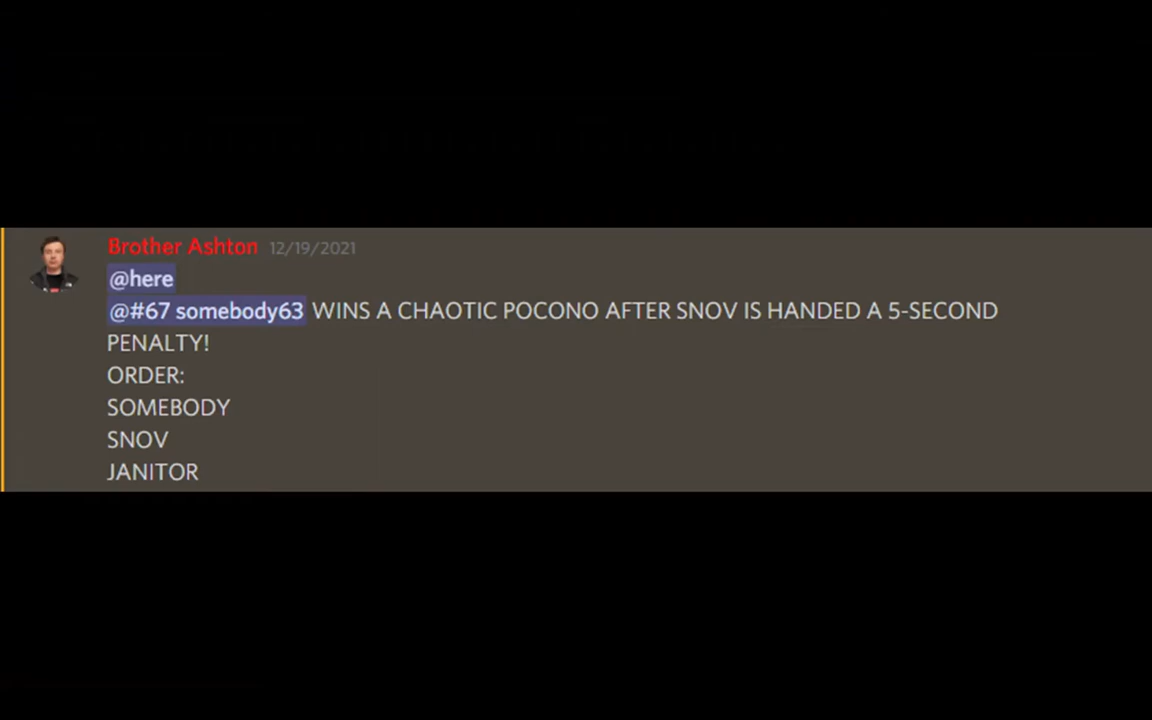 Brother Ashton 12/19/2021
@here
@#67 somebody63 WINS A CHAOTIC POCONO AFTER SNOV IS HANDED A 5-SECOND
PENALTY!
ORDER:
SOMEBODY
SNOV
JANITOR